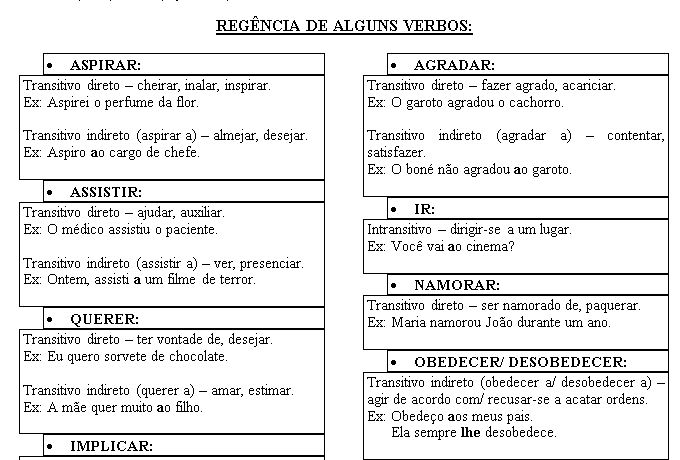 REGÊNCIA DE ALGUNS VERBOS:
• ASPIRAR:
Transitivo direto – cheirar, inalar, inspirar.
Ex: Aspirei o perfume da flor.
Transitivo indireto (aspirar a) – almejar, desejar.
Ex: Aspiro ao cargo de chefe.
• ASSISTIR:
Transitivo direto – ajudar, auxiliar.
Ex: O médico assistiu o paciente.
Transitivo indireto (assistir a) – ver, presenciar.
Ex: Ontem, assisti a um filme de terror.
• QUERER:
Transitivo direto – ter vontade de, desejar.
Ex: Eu quero sorvete de chocolate.
Transitivo indireto (querer a) – amar, estimar.
Ex: A mãe quer muito ao filho.
• IMPLICAR:
• AGRADAR:
Transitivo direto – fazer agrado, acariciar.
Ex: O garoto agradou o cachorro.
Transitivo indireto (agradar a) – contentar,
satisfazer.
Ex: O boné não agradou ao garoto.
• IR:
Intransitivo – dirigir-se a um lugar.
Ex: Você vai ao cinema?
• NAMORAR:
Transitivo direto – ser namorado de, paquerar.
Ex: Maria namorou João durante um ano.
• OBEDECER/ DESOBEDECER:
Transitivo indireto (obedecer a/ desobedecer a) –
agir de acordo com/ recusar-se a acatar ordens.
Ex: Obedeço aos meus pais.
Ela sempre lhe desobedece.